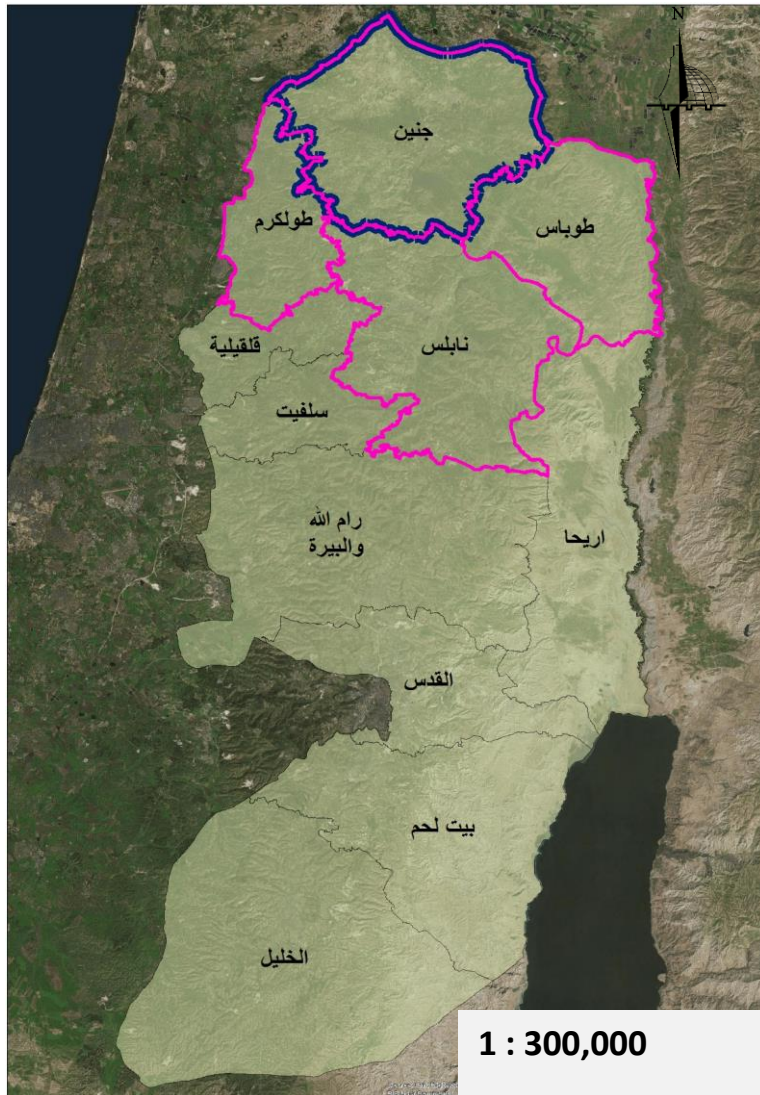 N
جنين
طوباس
طولكرم
نابلس
قلقيلية
سلفيت
رام الله
والبيرة
اريحا
القدس
بيت لحم
الخليل
1 : 300,000